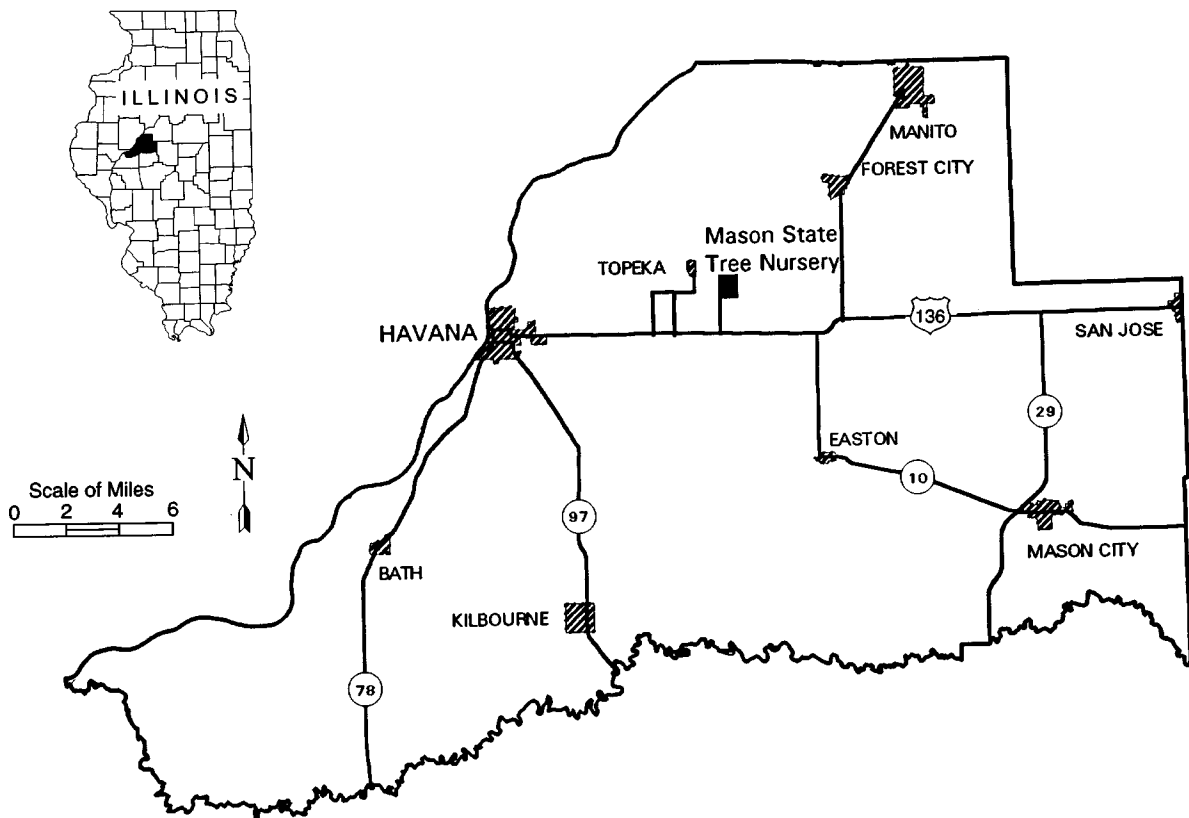 ILLINOIS
MANITO
FOREST CITY
Mason State
Tree Nursery
TOPEKA
HAVANA
136
SAN JOSE
29
EASTON
10
N
Scale of Miles
0 2 4 6
97
MASON CITY
BATH
KILBOURNE
78